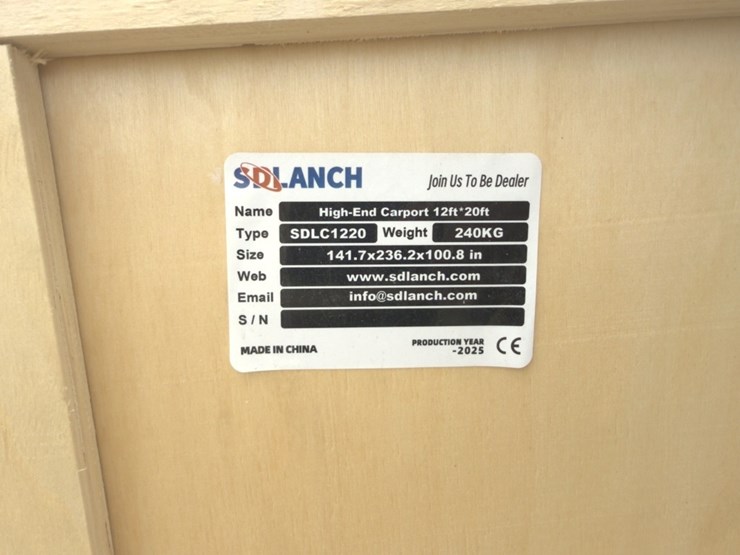 SDLANCH
Join Us To Be Dealer
Name High-End Carport 12ft*20ft
Type SDLC1220 Weight 240KG
Size 141.7x236.2x100.8 in
Web www.sdlanch.com
Email info@sdlanch.com
S / N
MADE IN CHINA
PRODUCTION YEAR
-2025 CE